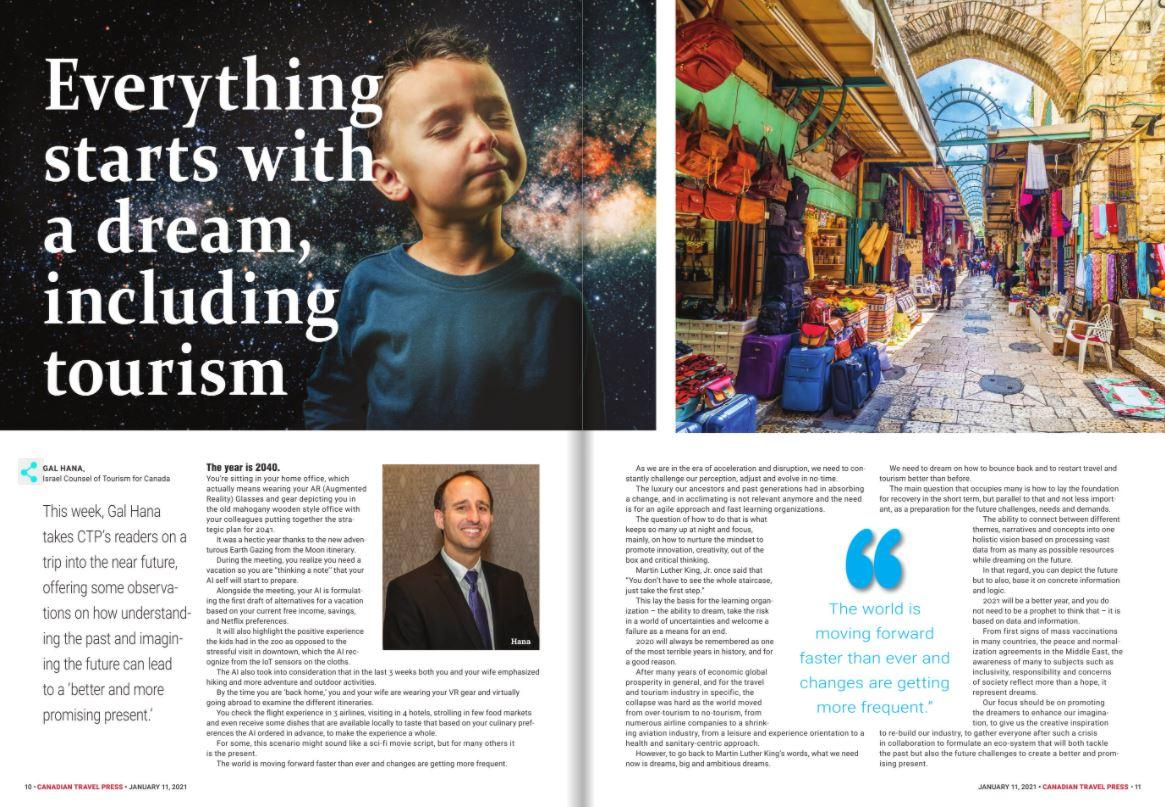 Everything
starts with
a dream,
including
tourism
GAL HANA,
Israel Counsel of Tourism for Canada
This week, Gal Hana
takes CTP's readers on a
trip into the near future,
offering some observa-
tions on how understand-
ing the past and imagin-
ing the future can lead
to a 'better and more
promising present.'
The year is 2040.
You're sitting in your home office, which
actually means wearing your AR (Augmented
Reality) Glasses and gear depicting you in
the old mahogany wooden style office with
your colleagues putting together the stra-
tegic plan for 2041.
It was a hectic year thanks to the new adven-
turous Earth Gazing from the Moon itinerary.
During the meeting, you realize you need a
vacation so you are "thinking a note" that your
AI self will start to prepare.
Alongside the meeting, your AI is formulat-
ing the first draft of alternatives for a vacation
based on your current free income, savings,
and Netflix preferences.
It will also highlight the positive experience
the kids had in the zoo as opposed to the
stressful visit in downtown, which the AI rec-
ognize from the IoT sensors on the cloths.
The AI also took into consideration that in the last 3 weeks both you and your wife emphasized
hiking and more adventure and outdoor activities.
By the time you are 'back home,' you and your wife are wearing your VR gear and virtually
going abroad to examine the different itineraries.
You check the flight experience in 3 airlines, visiting in 4 hotels, strolling in few food markets
and even receive some dishes that are available locally to taste that based on your culinary pref-
erences the AI ordered in advance, to make the experience a whole.
For some, this scenario might sound like a sci-fi movie script, but for many others it
is the present.
The world is moving forward faster than ever and changes are getting more frequent.
Hana
As we are in the era of acceleration and disruption, we need to con-
stantly challenge our perception, adjust and evolve in no-time.
The luxury our ancestors and past generations had in absorbing
a change, and in acclimating is not relevant anymore and the need
is for an agile approach and fast learning organizations.
The question of how to do that is what
keeps so many up at night and focus,
mainly, on how to nurture the mindset to
promote innovation, creativity, out of the
box and critical thinking.
Martin Luther King, Jr. once said that
"You don't have to see the whole staircase,
just take the first step."
This lay the basis for the learning organ-
ization – the ability to dream, take the risk
in a world of uncertainties and welcome a
failure as a means for an end.
2020 will always be remembered as one
of the most terrible years in history, and for
a good reason.
After many years of economic global
prosperity in general, and for the travel
and tourism industry in specific, the
collapse was hard as the world moved
from over-tourism to no-tourism, from
numerous airline companies to a shrink-
ing aviation industry, from a leisure and experience orientation to a
health and sanitary-centric approach.
However, to go back to Martin Luther King's words, what we need
now is dreams, big and ambitious dreams.
“
The world is
moving forward
faster than ever and
changes are getting
more frequent."
We need to dream on how to bounce back and to restart travel and
tourism better than before.
The main question that occupies many is how to lay the foundation
for recovery in the short term, but parallel to that and not less import-
ant, as a preparation for the future challenges, needs and demands.
The ability to connect between different
themes, narratives and concepts into one
holistic vision based on processing vast
data from as many as possible resources
while dreaming on the future.
In that regard, you can depict the future
but to also, base it on concrete information
and logic.
2021 will be a better year, and you do
not need to be a prophet to think that – it is
based on data and information.
From first signs of mass vaccinations
in many countries, the peace and normal-
ization agreements in the Middle East, the
awareness of many to subjects such as
inclusivity, responsibility and concerns
of society reflect more than a hope, it
represent dreams.
Our focus should be on promoting
the dreamers to enhance our imagina-
tion, to give us the creative inspiration
to re-build our industry, to gather everyone after such a crisis
in collaboration to formulate an eco-system that will both tackle
the past but also the future challenges to create a better and prom-
ising present.
10 • CANADIAN TRAVEL PRESS • JANUARY 11, 2021
JANUARY 11, 2021 • CANADIAN TRAVEL PRESS • 11